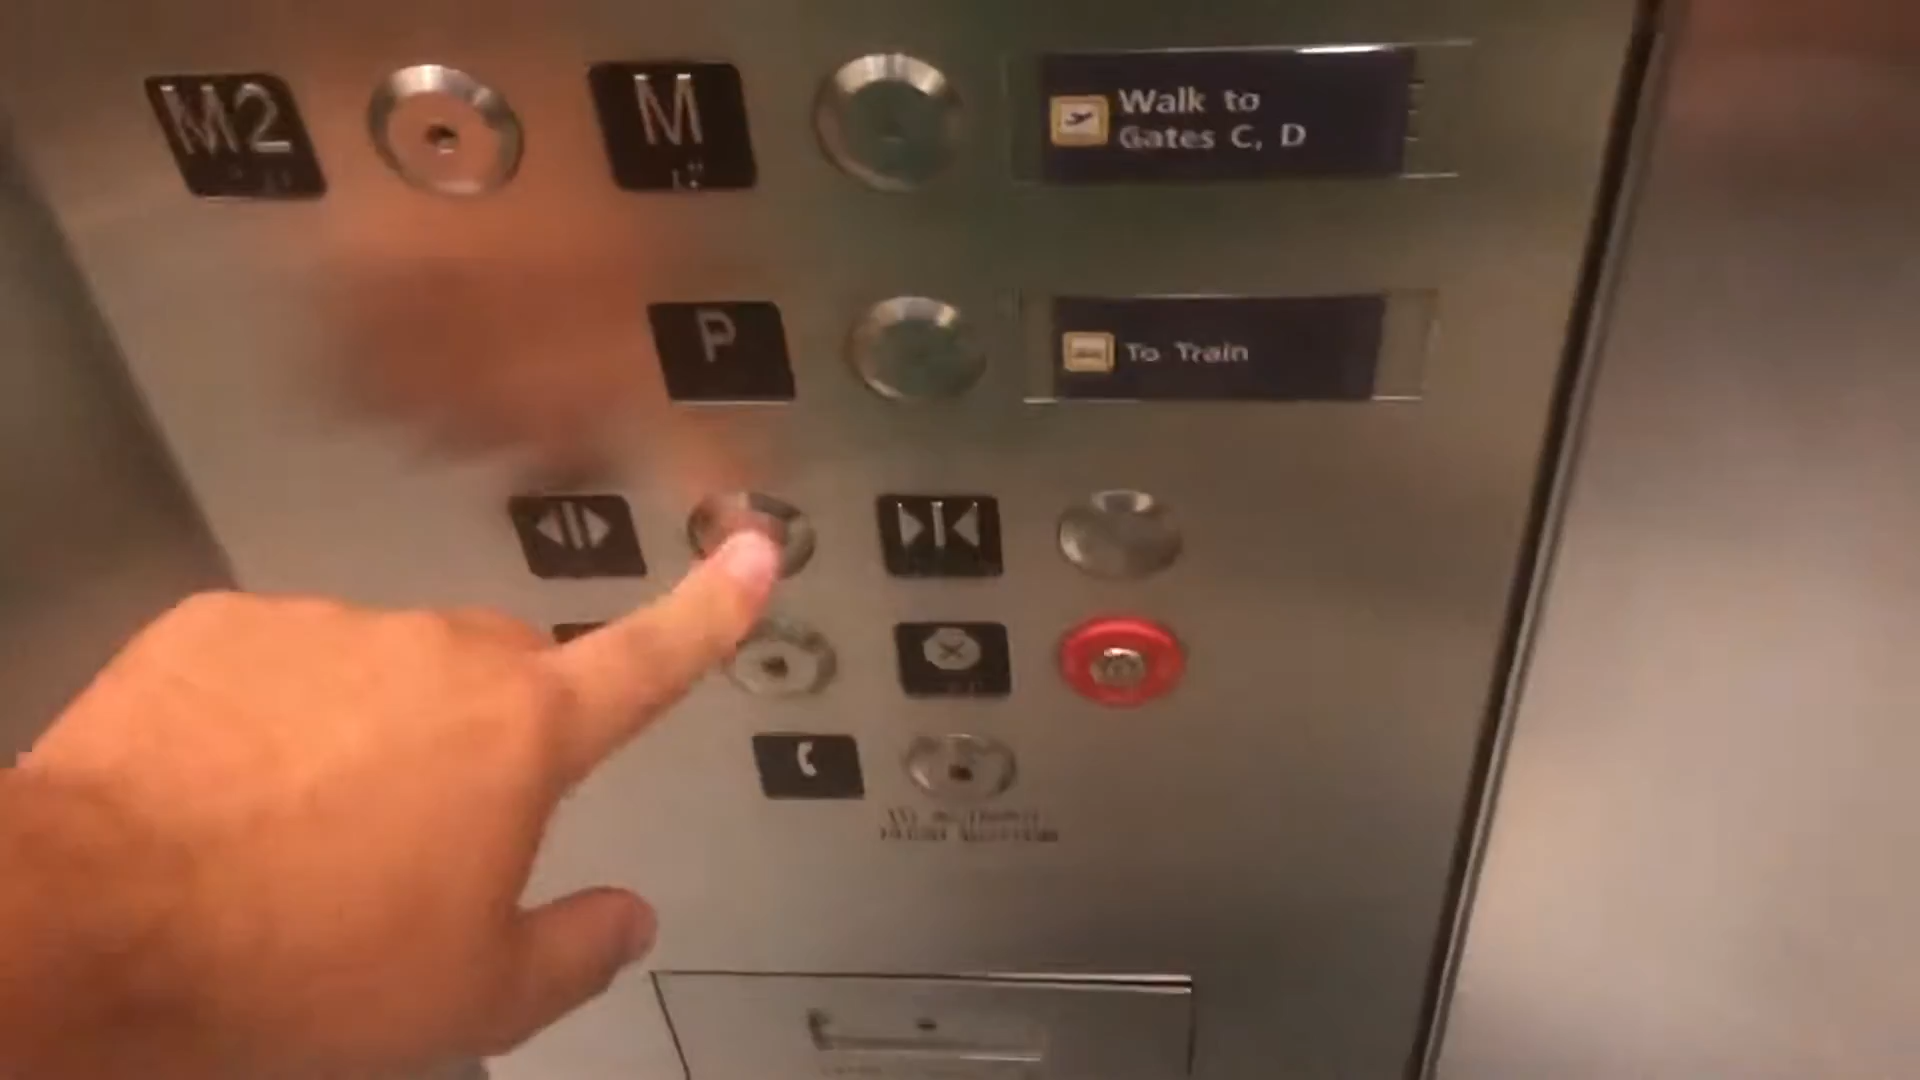 M2
M
Walk to
Gates C, D
P
To Train